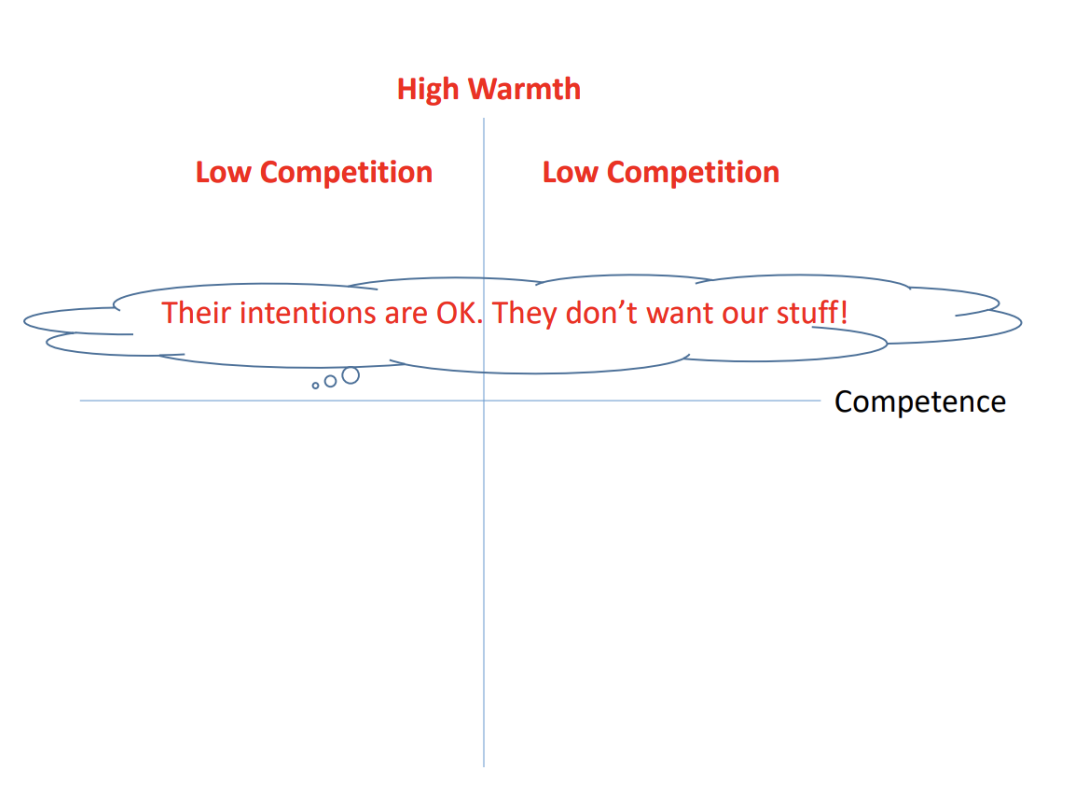 High Warmth
Low Competition Low Competition
Their intentions are OK. They don’t want our stuff!
Competence